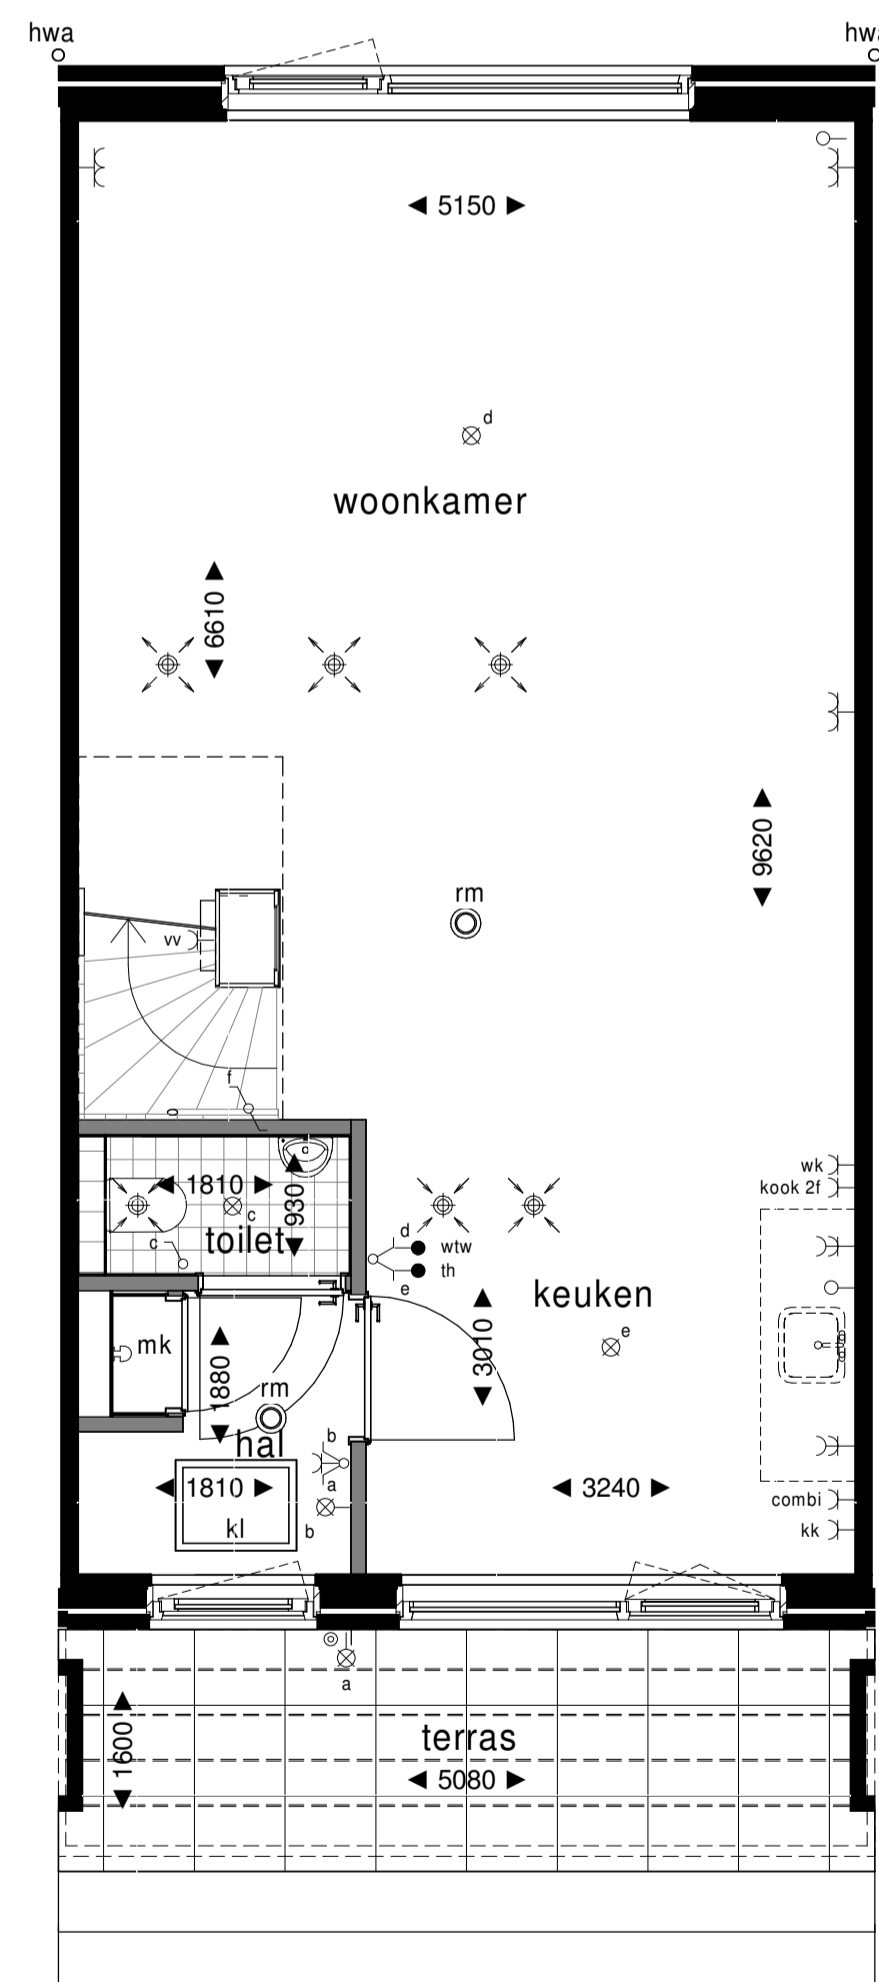 hwa hwa
5150
d
woonkamer
6610
9620
rm
vv
f
wk
kook 2f
1810
930
c
toilet
c
d
wtw
th
e
keuken
3010
e
mk
1880
rm
hal
b
a
1810
kl
b
3240
combi
kk
a
terras
1600
5080